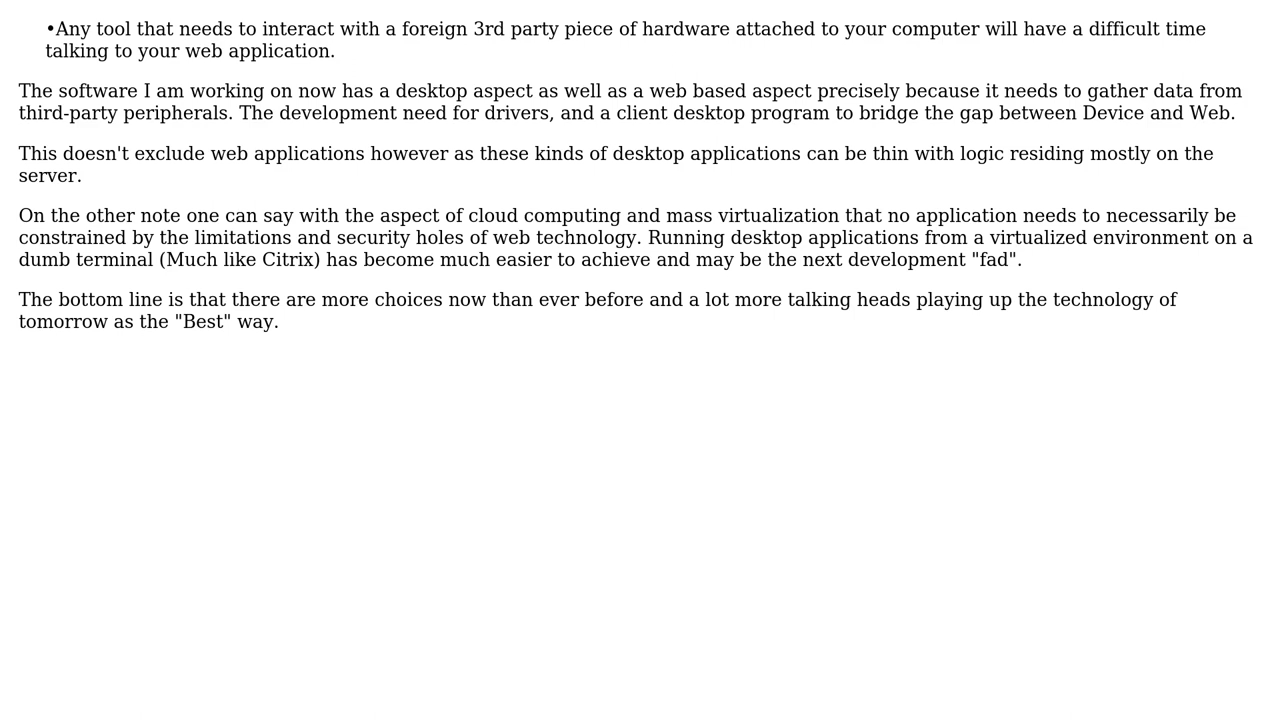 •Any tool that needs to interact with a foreign 3rd party piece of hardware attached to your computer will have a difficult time
talking to your web application.
The software I am working on now has a desktop aspect as well as a web based aspect precisely because it needs to gather data from
third-party peripherals. The development need for drivers, and a client desktop program to bridge the gap between Device and Web.
This doesn't exclude web applications however as these kinds of desktop applications can be thin with logic residing mostly on the
server.
On the other note one can say with the aspect of cloud computing and mass virtualization that no application needs to necessarily be
constrained by the limitations and security holes of web technology. Running desktop applications from a virtualized environment on a
dumb terminal (Much like Citrix) has become much easier to achieve and may be the next development "fad".
The bottom line is that there are more choices now than ever before and a lot more talking heads playing up the technology of
tomorrow as the "Best" way.